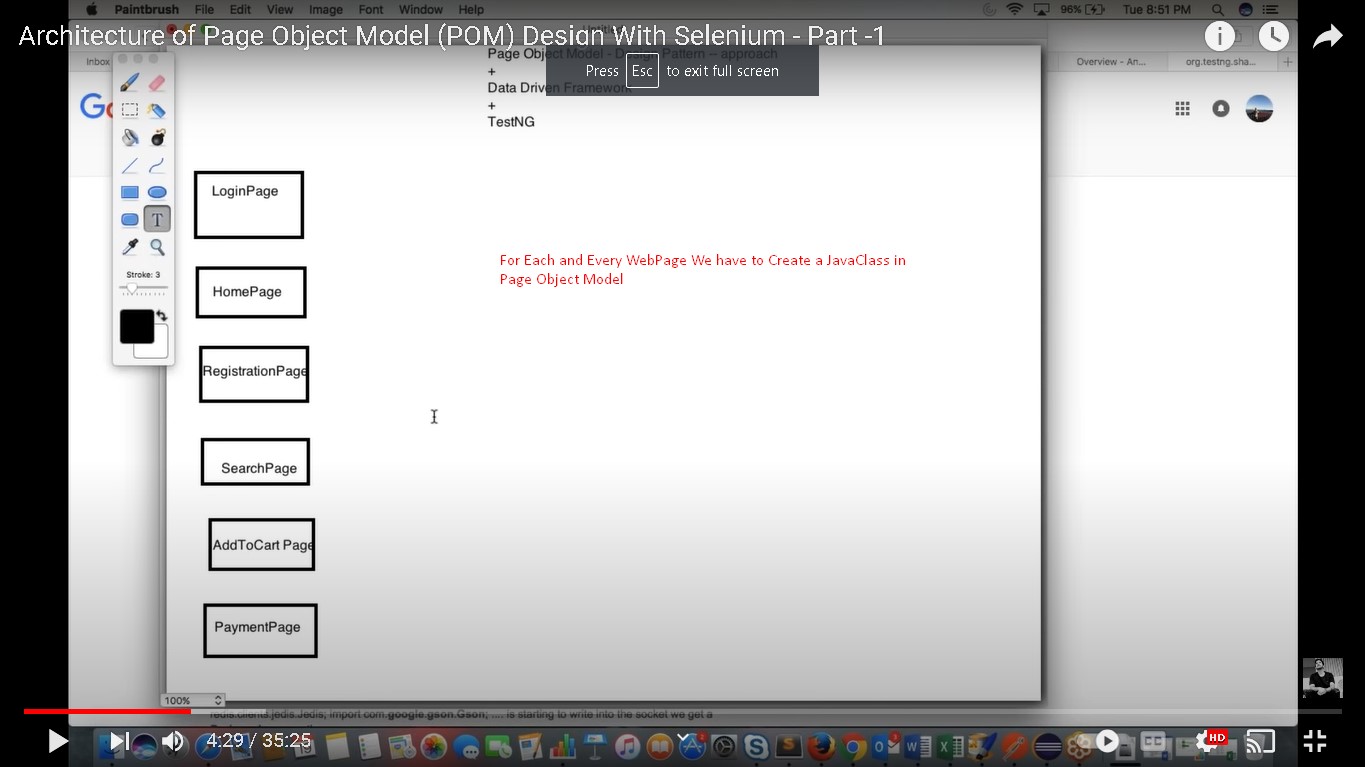 Paintbrush File Edit View Image Font Window Help 96% Tue 8:51 PM
Architecture of Page Object Model (POM) Design With Selenium - Part -1
Page Object Model - Design Pattern – approach
Press Esc to exit full screen
Inbox
Overview - An...
org.testng.sha...
+
Data Driven Framework
+
TestNG
Go
LoginPage
For Each and Every WebPage We have to Create a JavaClass in
Page Object Model
T
Stroke: 3
HomePage
RegistrationPage
SearchPage
AddToCart Page
PaymentPage
100%
redis.clients.jedis.Jedis; import com.google.gson.Gson; .... is starting to write into the socket we get a
4:29 / 35:25
HD